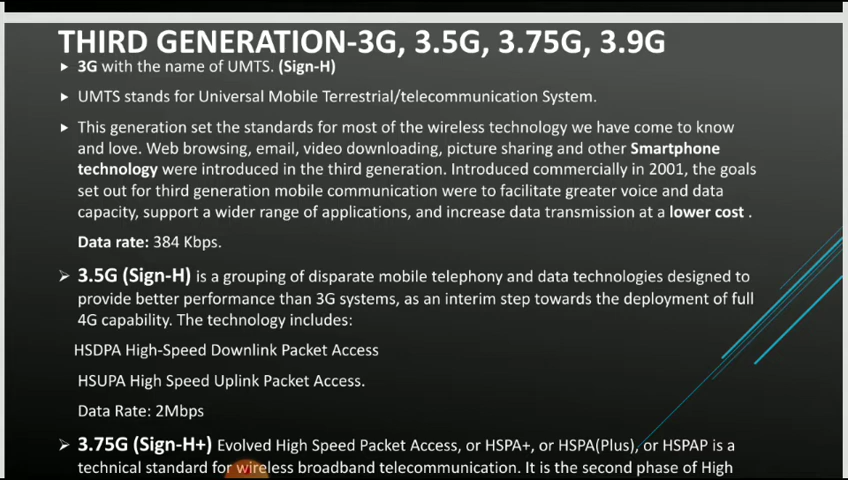 THIRD GENERATION-3G, 3.5G, 3.75G, 3.9G
3G with the name of UMTS. (Sign-H)
UMTS stands for Universal Mobile Terrestrial/telecommunication System.
This generation set the standards for most of the wireless technology we have come to know
and love. Web browsing, email, video downloading, picture sharing and other Smartphone
technology were introduced in the third generation. Introduced commercially in 2001, the goals
set out for third generation mobile communication were to facilitate greater voice and data
capacity, support a wider range of applications, and increase data transmission at a lower cost .
Data rate: 384 Kbps.
3.5G (Sign-H) is a grouping of disparate mobile telephony and data technologies designed to
provide better performance than 3G systems, as an interim step towards the deployment of full
4G capability. The technology includes:
HSDPA High-Speed Downlink Packet Access
HSUPA High Speed Uplink Packet Access.
Data Rate: 2Mbps
3.75G (Sign-H+) Evolved High Speed Packet Access, or HSPA+, or HSPA(Plus), or HSPAP is a
technical standard for wireless broadband telecommunication. It is the second phase of High